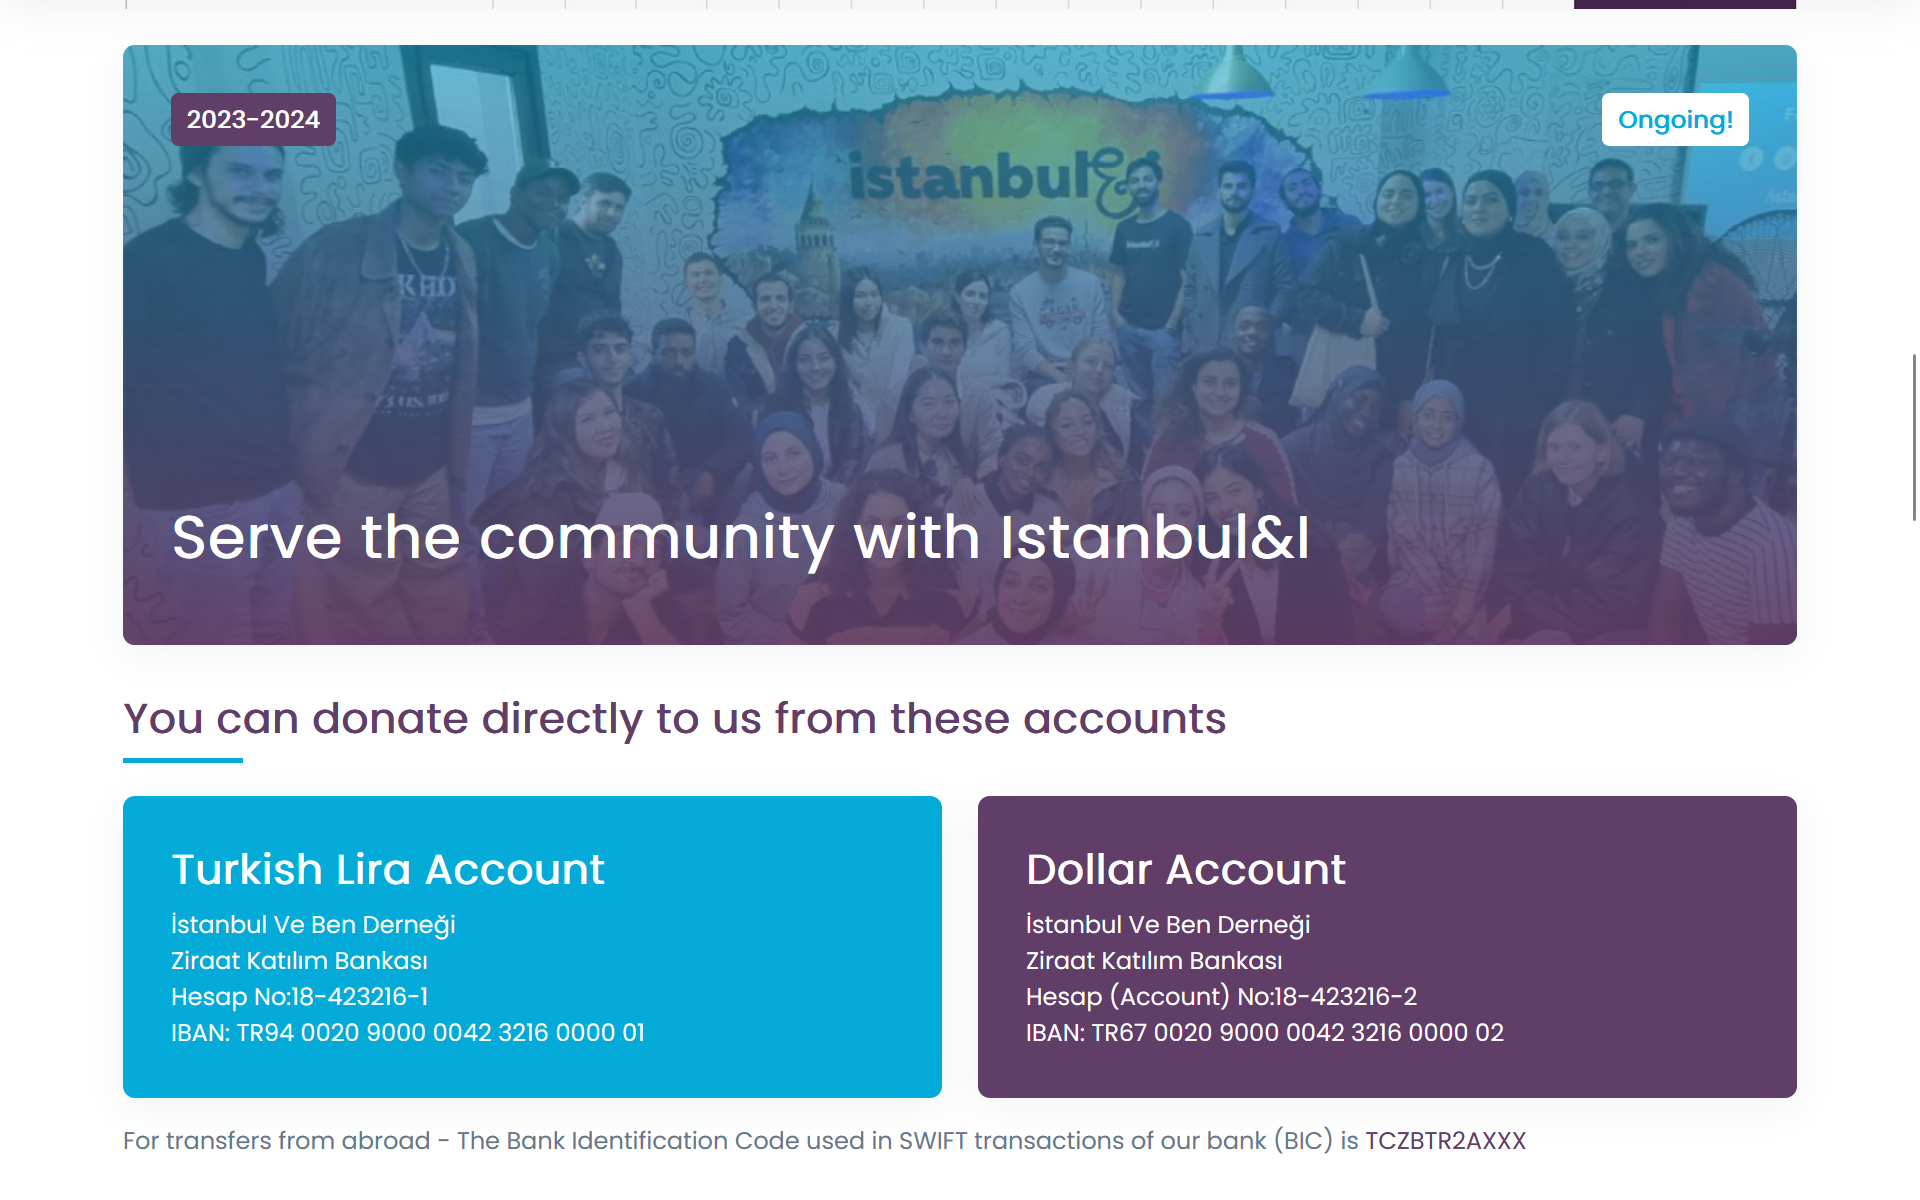 2023-2024
Ongoing!
istanbul&i
Serve the community with Istanbul&I
You can donate directly to us from these accounts
Turkish Lira Account
İstanbul Ve Ben Derneği
Ziraat Katılım Bankası
Hesap No:18-423216-1
IBAN: TR94 0020 9000 0042 3216 0000 01
Dollar Account
İstanbul Ve Ben Derneği
Ziraat Katılım Bankası
Hesap (Account) No:18-423216-2
IBAN: TR67 0020 9000 0042 3216 0000 02
For transfers from abroad - The Bank Identification Code used in SWIFT transactions of our bank (BIC) is TCZBTR2AXXX